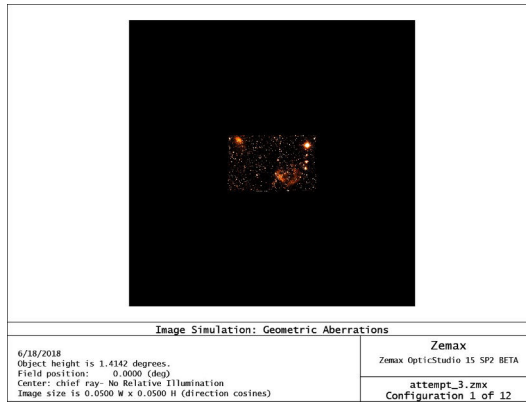 Image Simulation: Geometric Aberrations
6/18/2018
Object height is 1.4142 degrees.
Field position: 0.0000 (deg)
Center: chief ray- No Relative Illumination
Image size is 0.0500 W x 0.0500 H (direction cosines)
Zemax
Zemax OpticStudio 15 SP2 BETA
attempt_3.zmx
Configuration 1 of 12